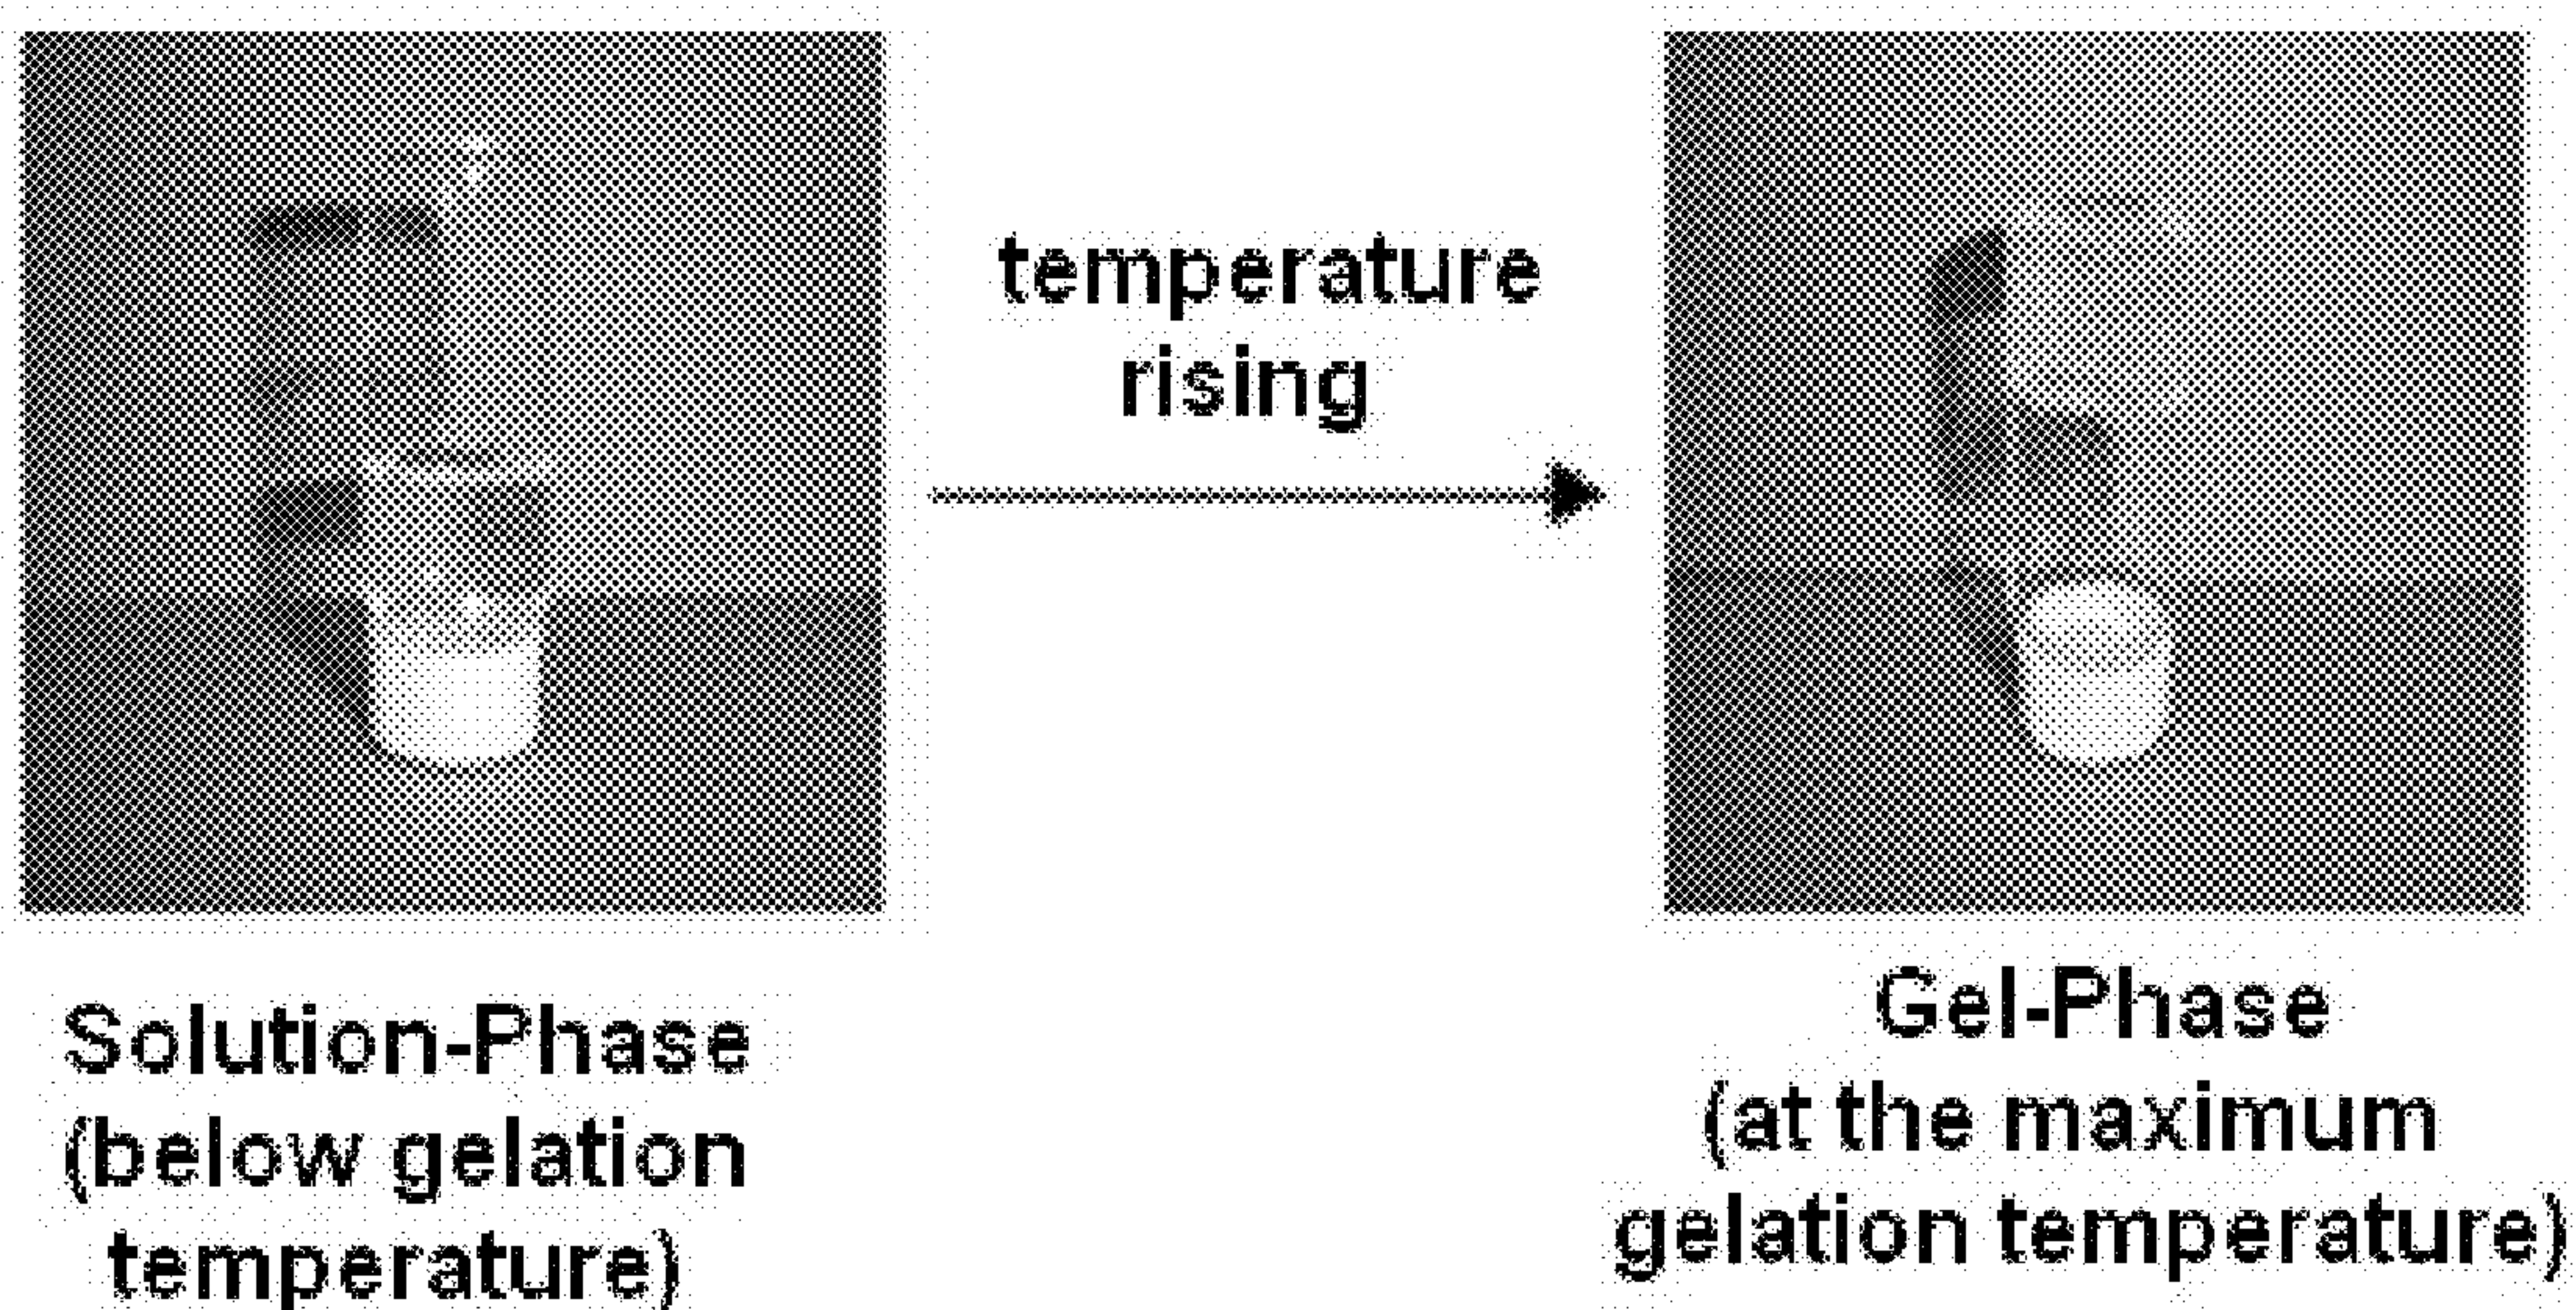 temperature
rising
Solution-Phase
(below gelation
temperature)
Gel-Phase
(at the maximum
gelation temperature)